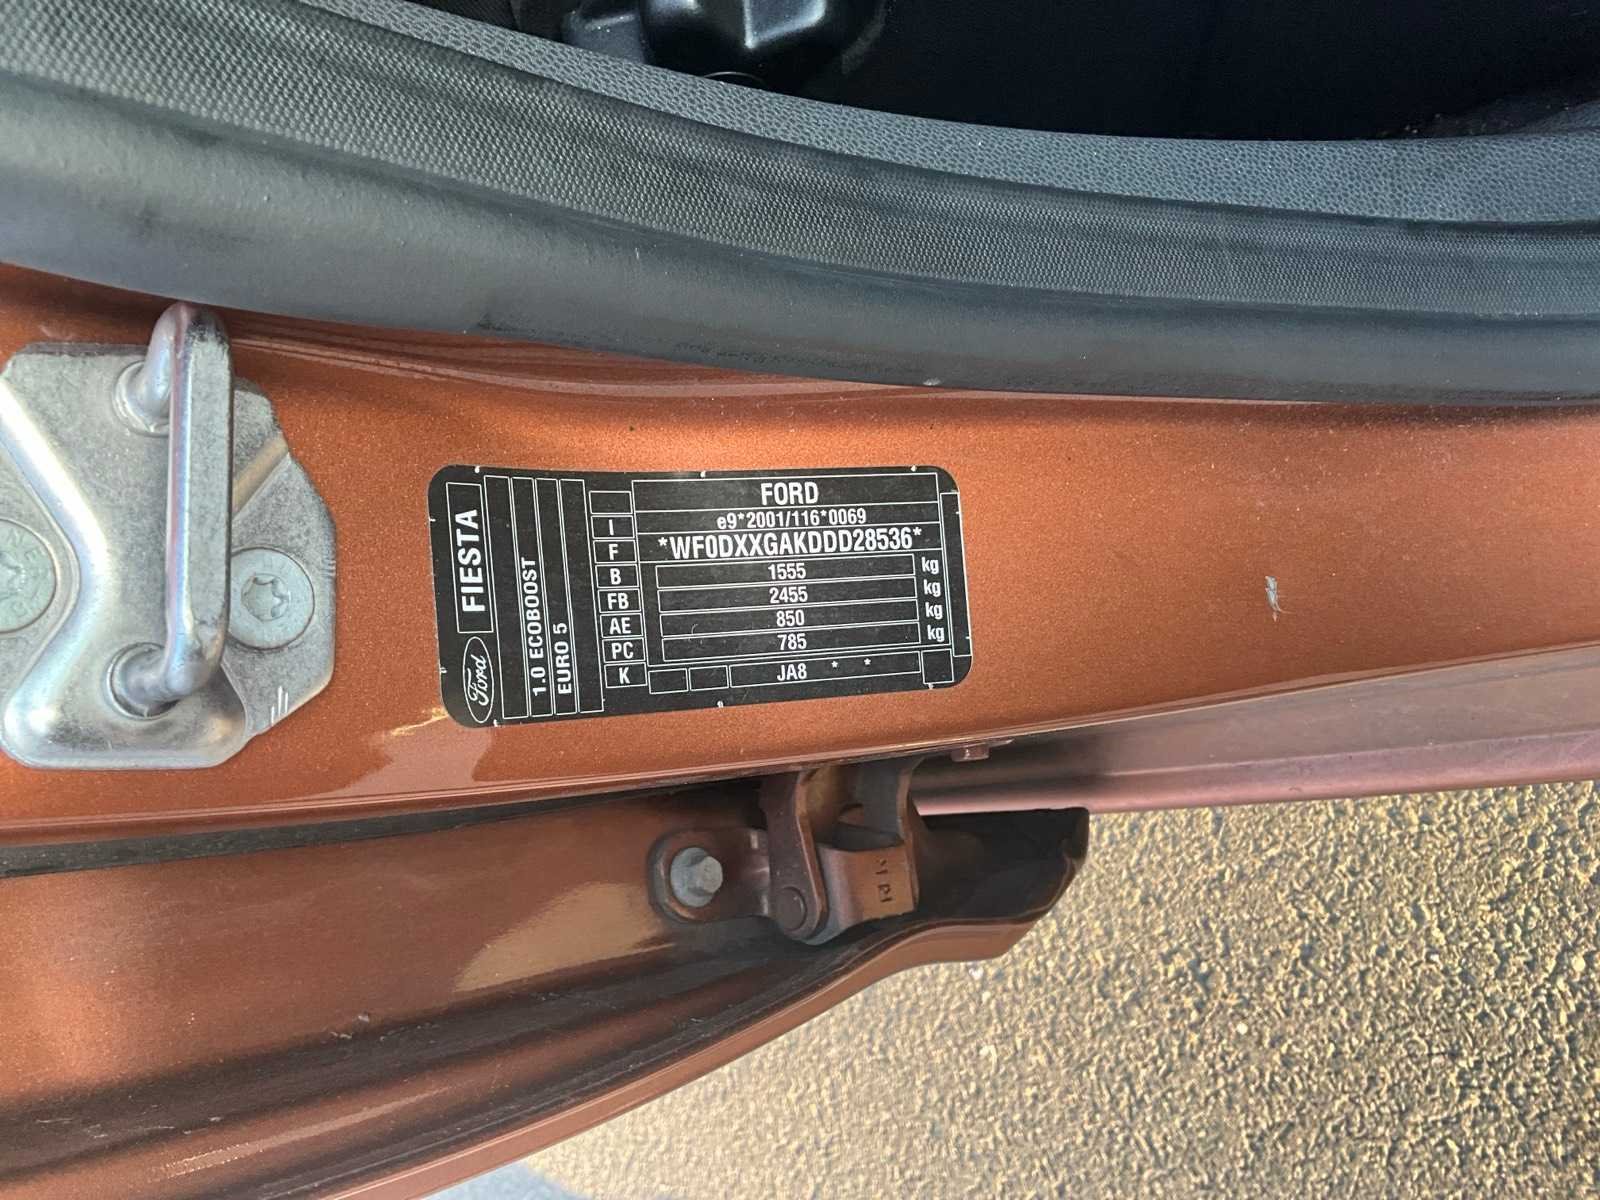 FORD
e9*2001/116*0069
*WF0DXXGAKDDD28536*
1555 kg
2455 kg
850 kg
785 kg
JA8 * *
I
F
B
FB
AE
PC
K
Ford FIESTA
1.0 ECOBOOST
EURO 5